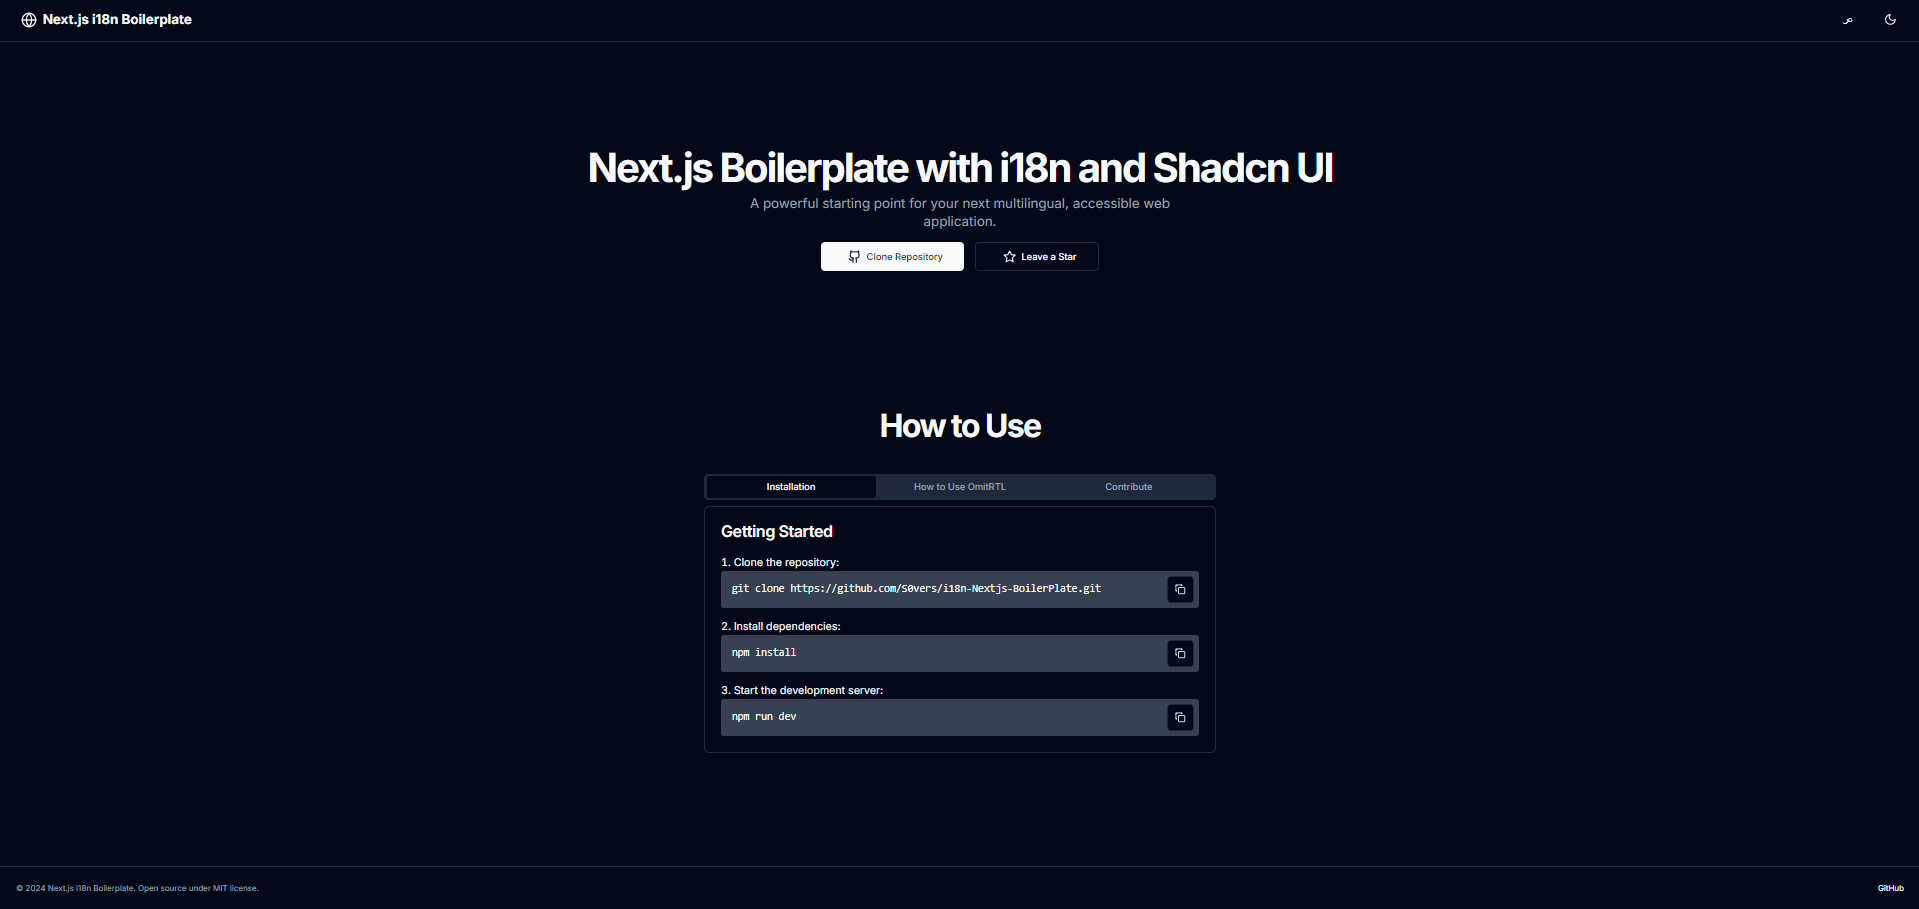 Next.js i18n Boilerplate
Next.js Boilerplate with i18n and Shadcn UI
A powerful starting point for your next multilingual, accessible web
application.
Clone Repository
Leave a Star
How to Use
Installation
How to Use OmitRTL
Contribute
Getting Started
1. Clone the repository:
git clone https://github.com/S0vers/i18n-Nextjs-BoilerPlate.git
2. Install dependencies:
npm install
3. Start the development server:
npm run dev
© 2024 Next.js i18n Boilerplate. Open source under MIT license.
GitHub